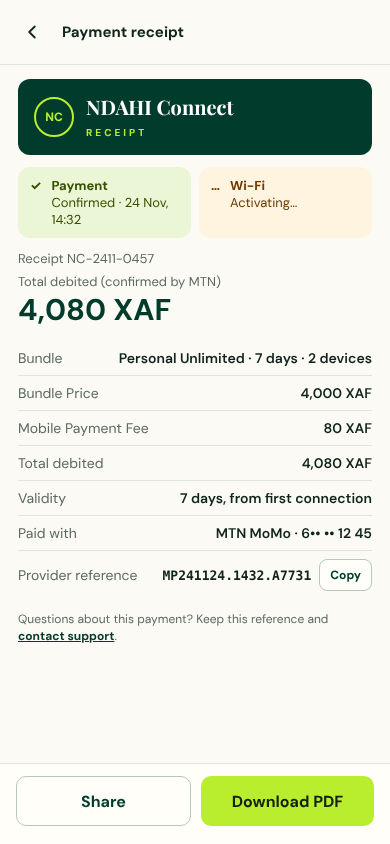 Payment receipt
NC
NDAHI Connect
RECEIPT
✓ Payment
Confirmed · 24 Nov,
14:32
… Wi-Fi
Activating…
Receipt NC-2411-0457
Total debited (confirmed by MTN)
4,080 XAF
Bundle Personal Unlimited · 7 days · 2 devices
Bundle Price 4,000 XAF
Mobile Payment Fee 80 XAF
Total debited 4,080 XAF
Validity 7 days, from first connection
Paid with MTN MoMo · 6•• •• 12 45
Provider reference MP241124.1432.A7731 Copy
Questions about this payment? Keep this reference and
contact support.
Share Download PDF